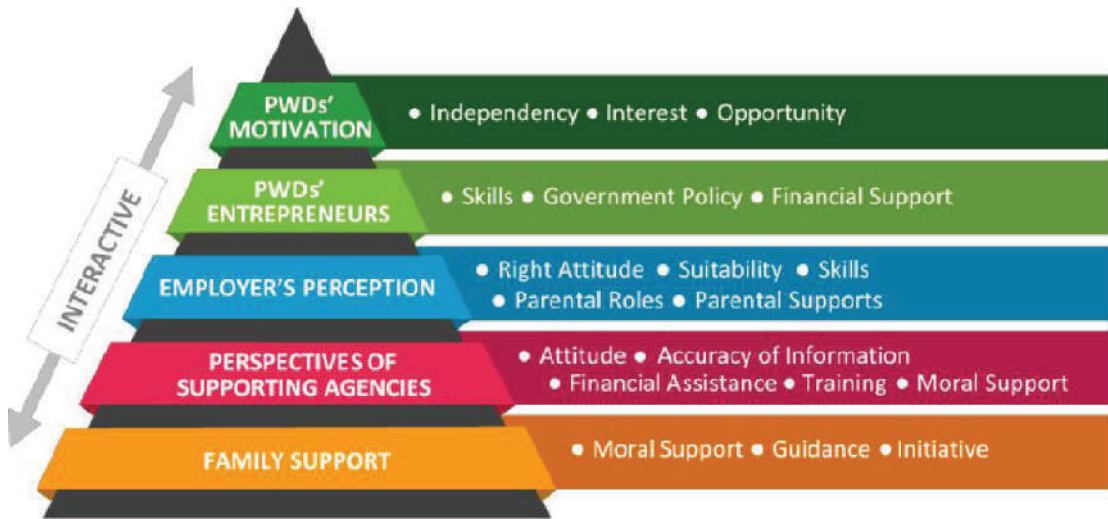 PWDs'
MOTIVATION
● Independency ● Interest ● Opportunity
PWDs'
ENTREPRENEURS
● Skills ● Government Policy ● Financial Support
EMPLOYER'S PERCEPTION
● Right Attitude ● Suitability ● Skills
● Parental Roles ● Parental Supports
PERSPECTIVES OF
SUPPORTING AGENCIES
● Attitude ● Accuracy of Information
● Financial Assistance ● Training ● Moral Support
FAMILY SUPPORT
● Moral Support ● Guidance ● Initiative
INTERACTIVE